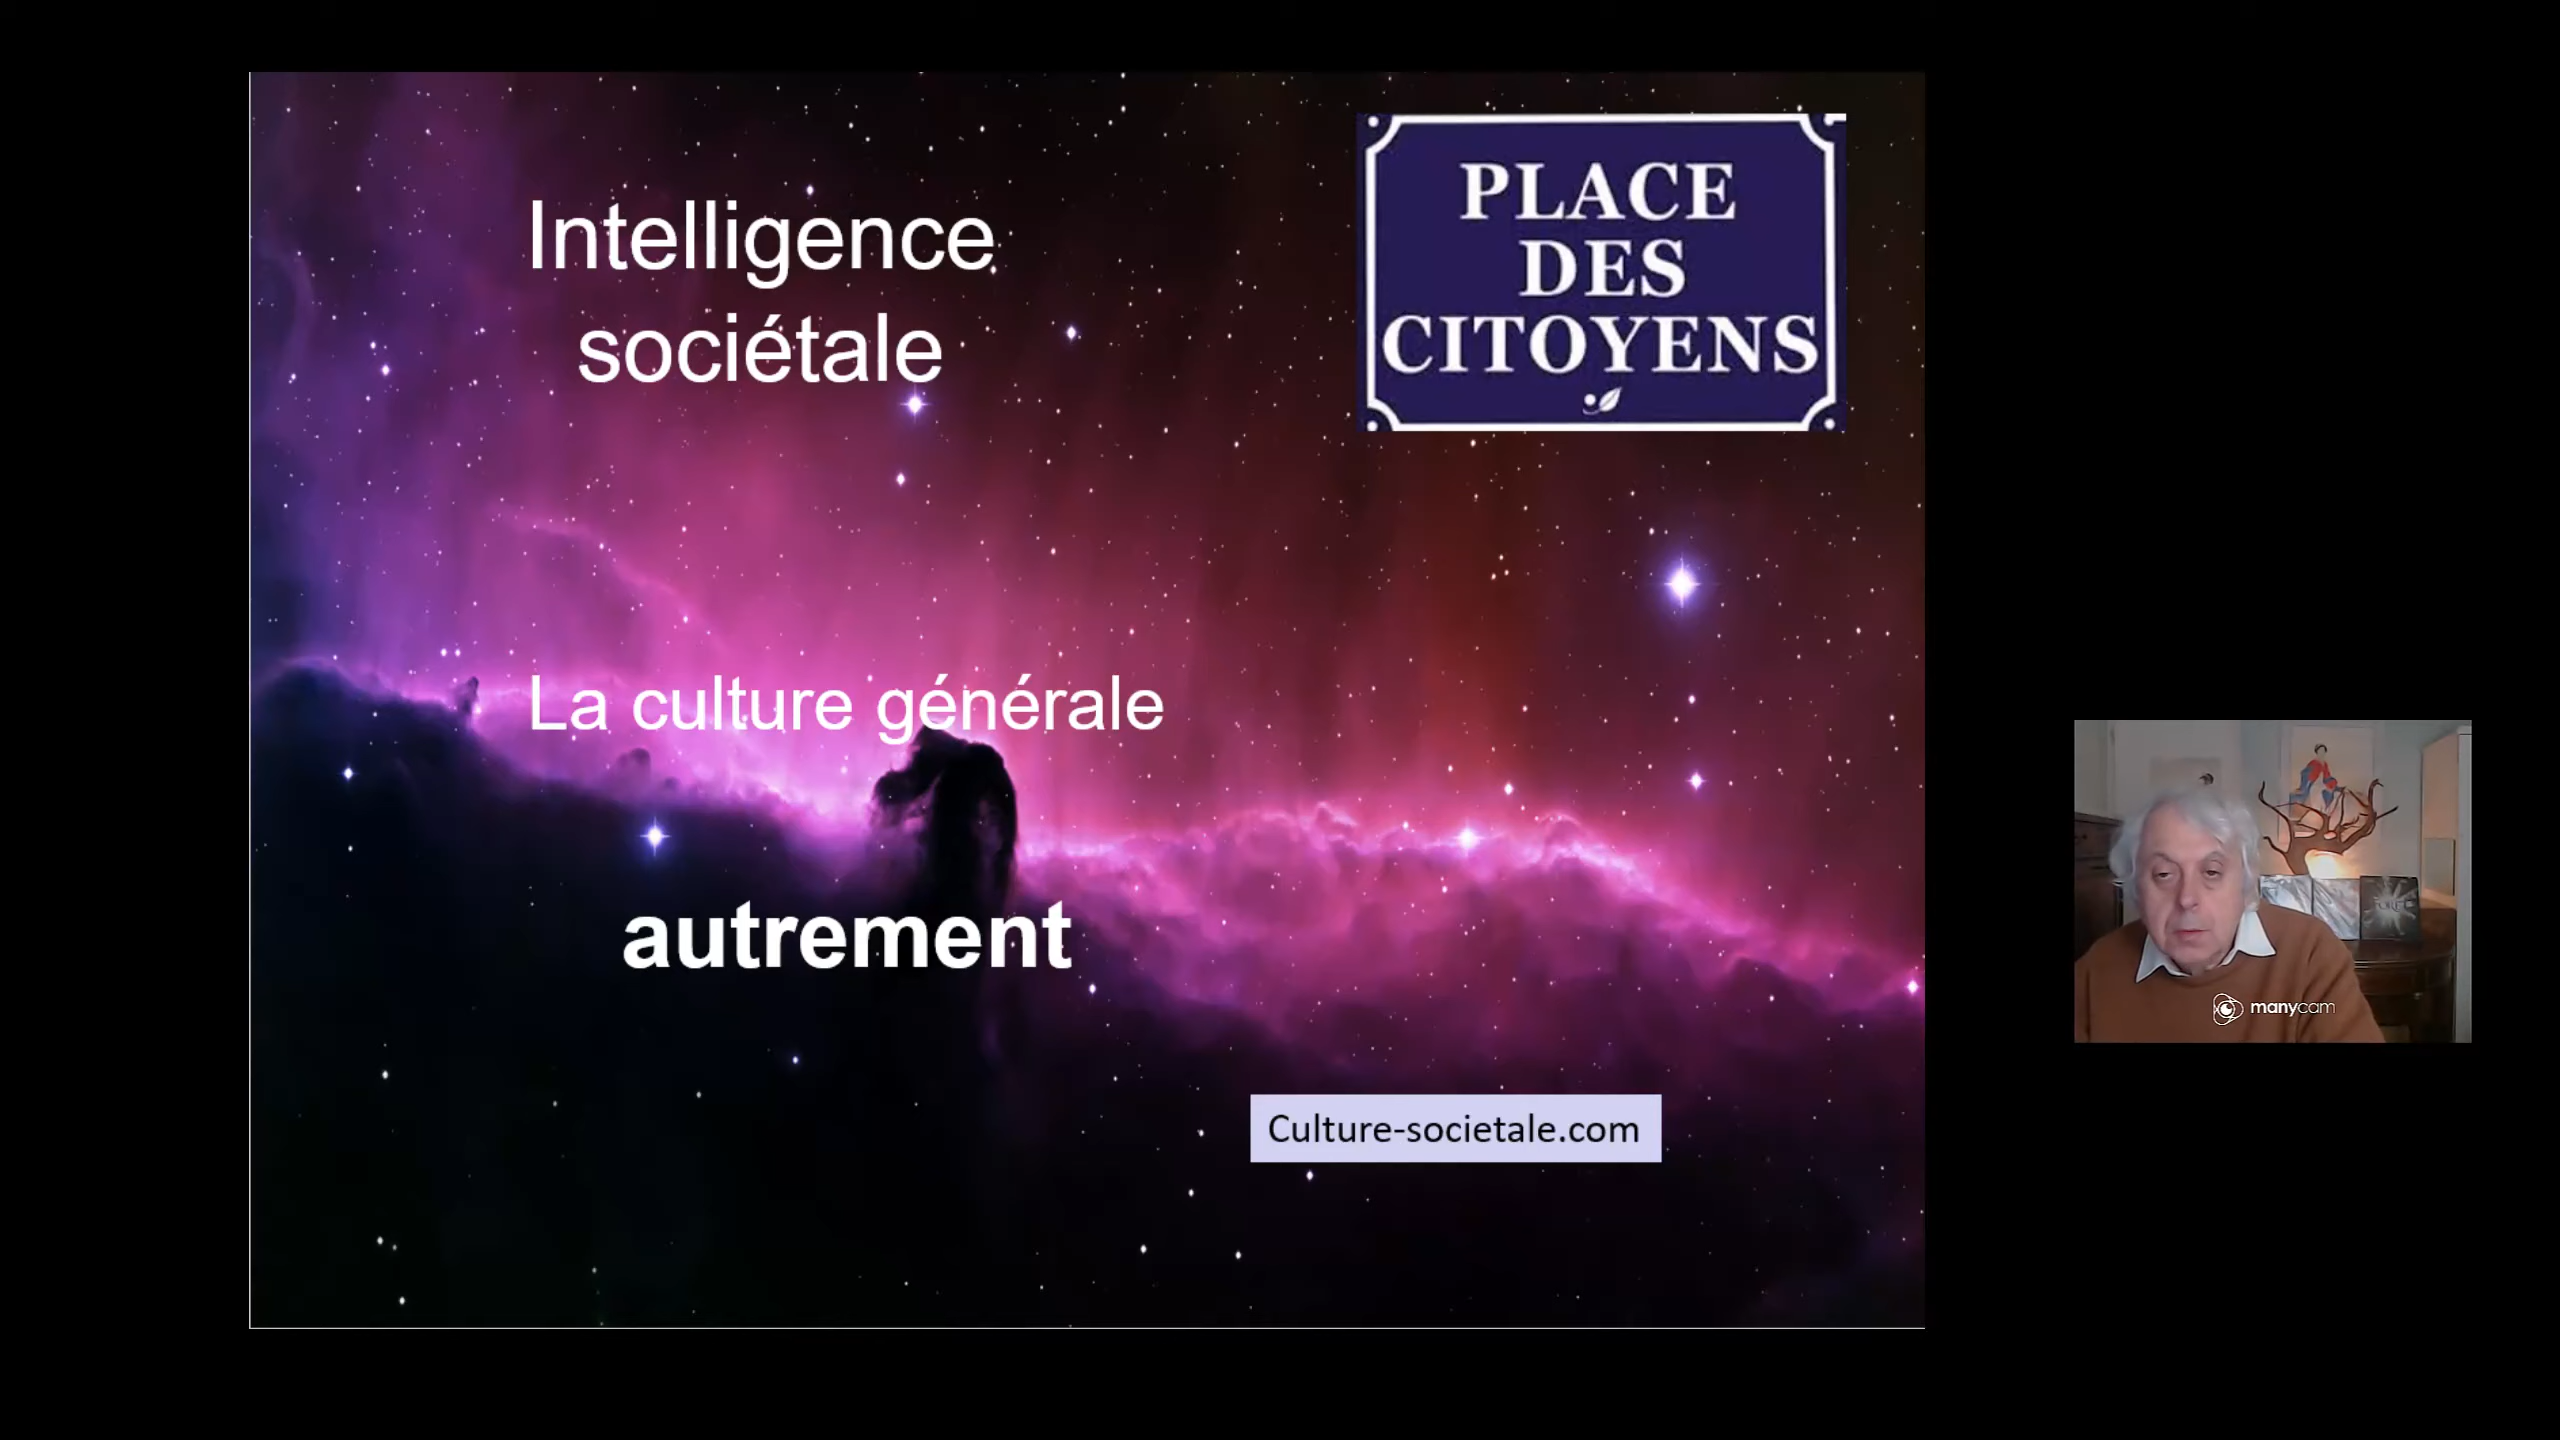 Intelligence
sociétale
PLACE
DES
CITOYENS
La culture générale
autrement
Culture-societale.com
manycam